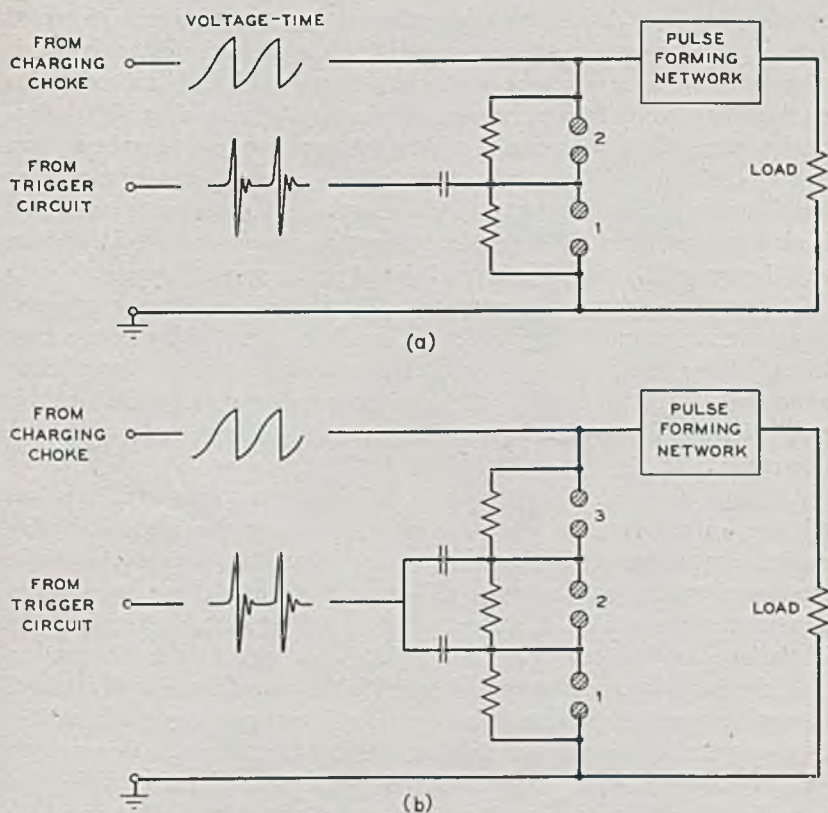 VOLTAGE-TIME
FROM
CHARGING
CHOKE
PULSE
FORMING
NETWORK
2
FROM
TRIGGER
CIRCUIT
LOAD
1
(a)
FROM
CHARGING
CHOKE
PULSE
FORMING
NETWORK
3
FROM
TRIGGER
CIRCUIT
2
LOAD
1
(b)